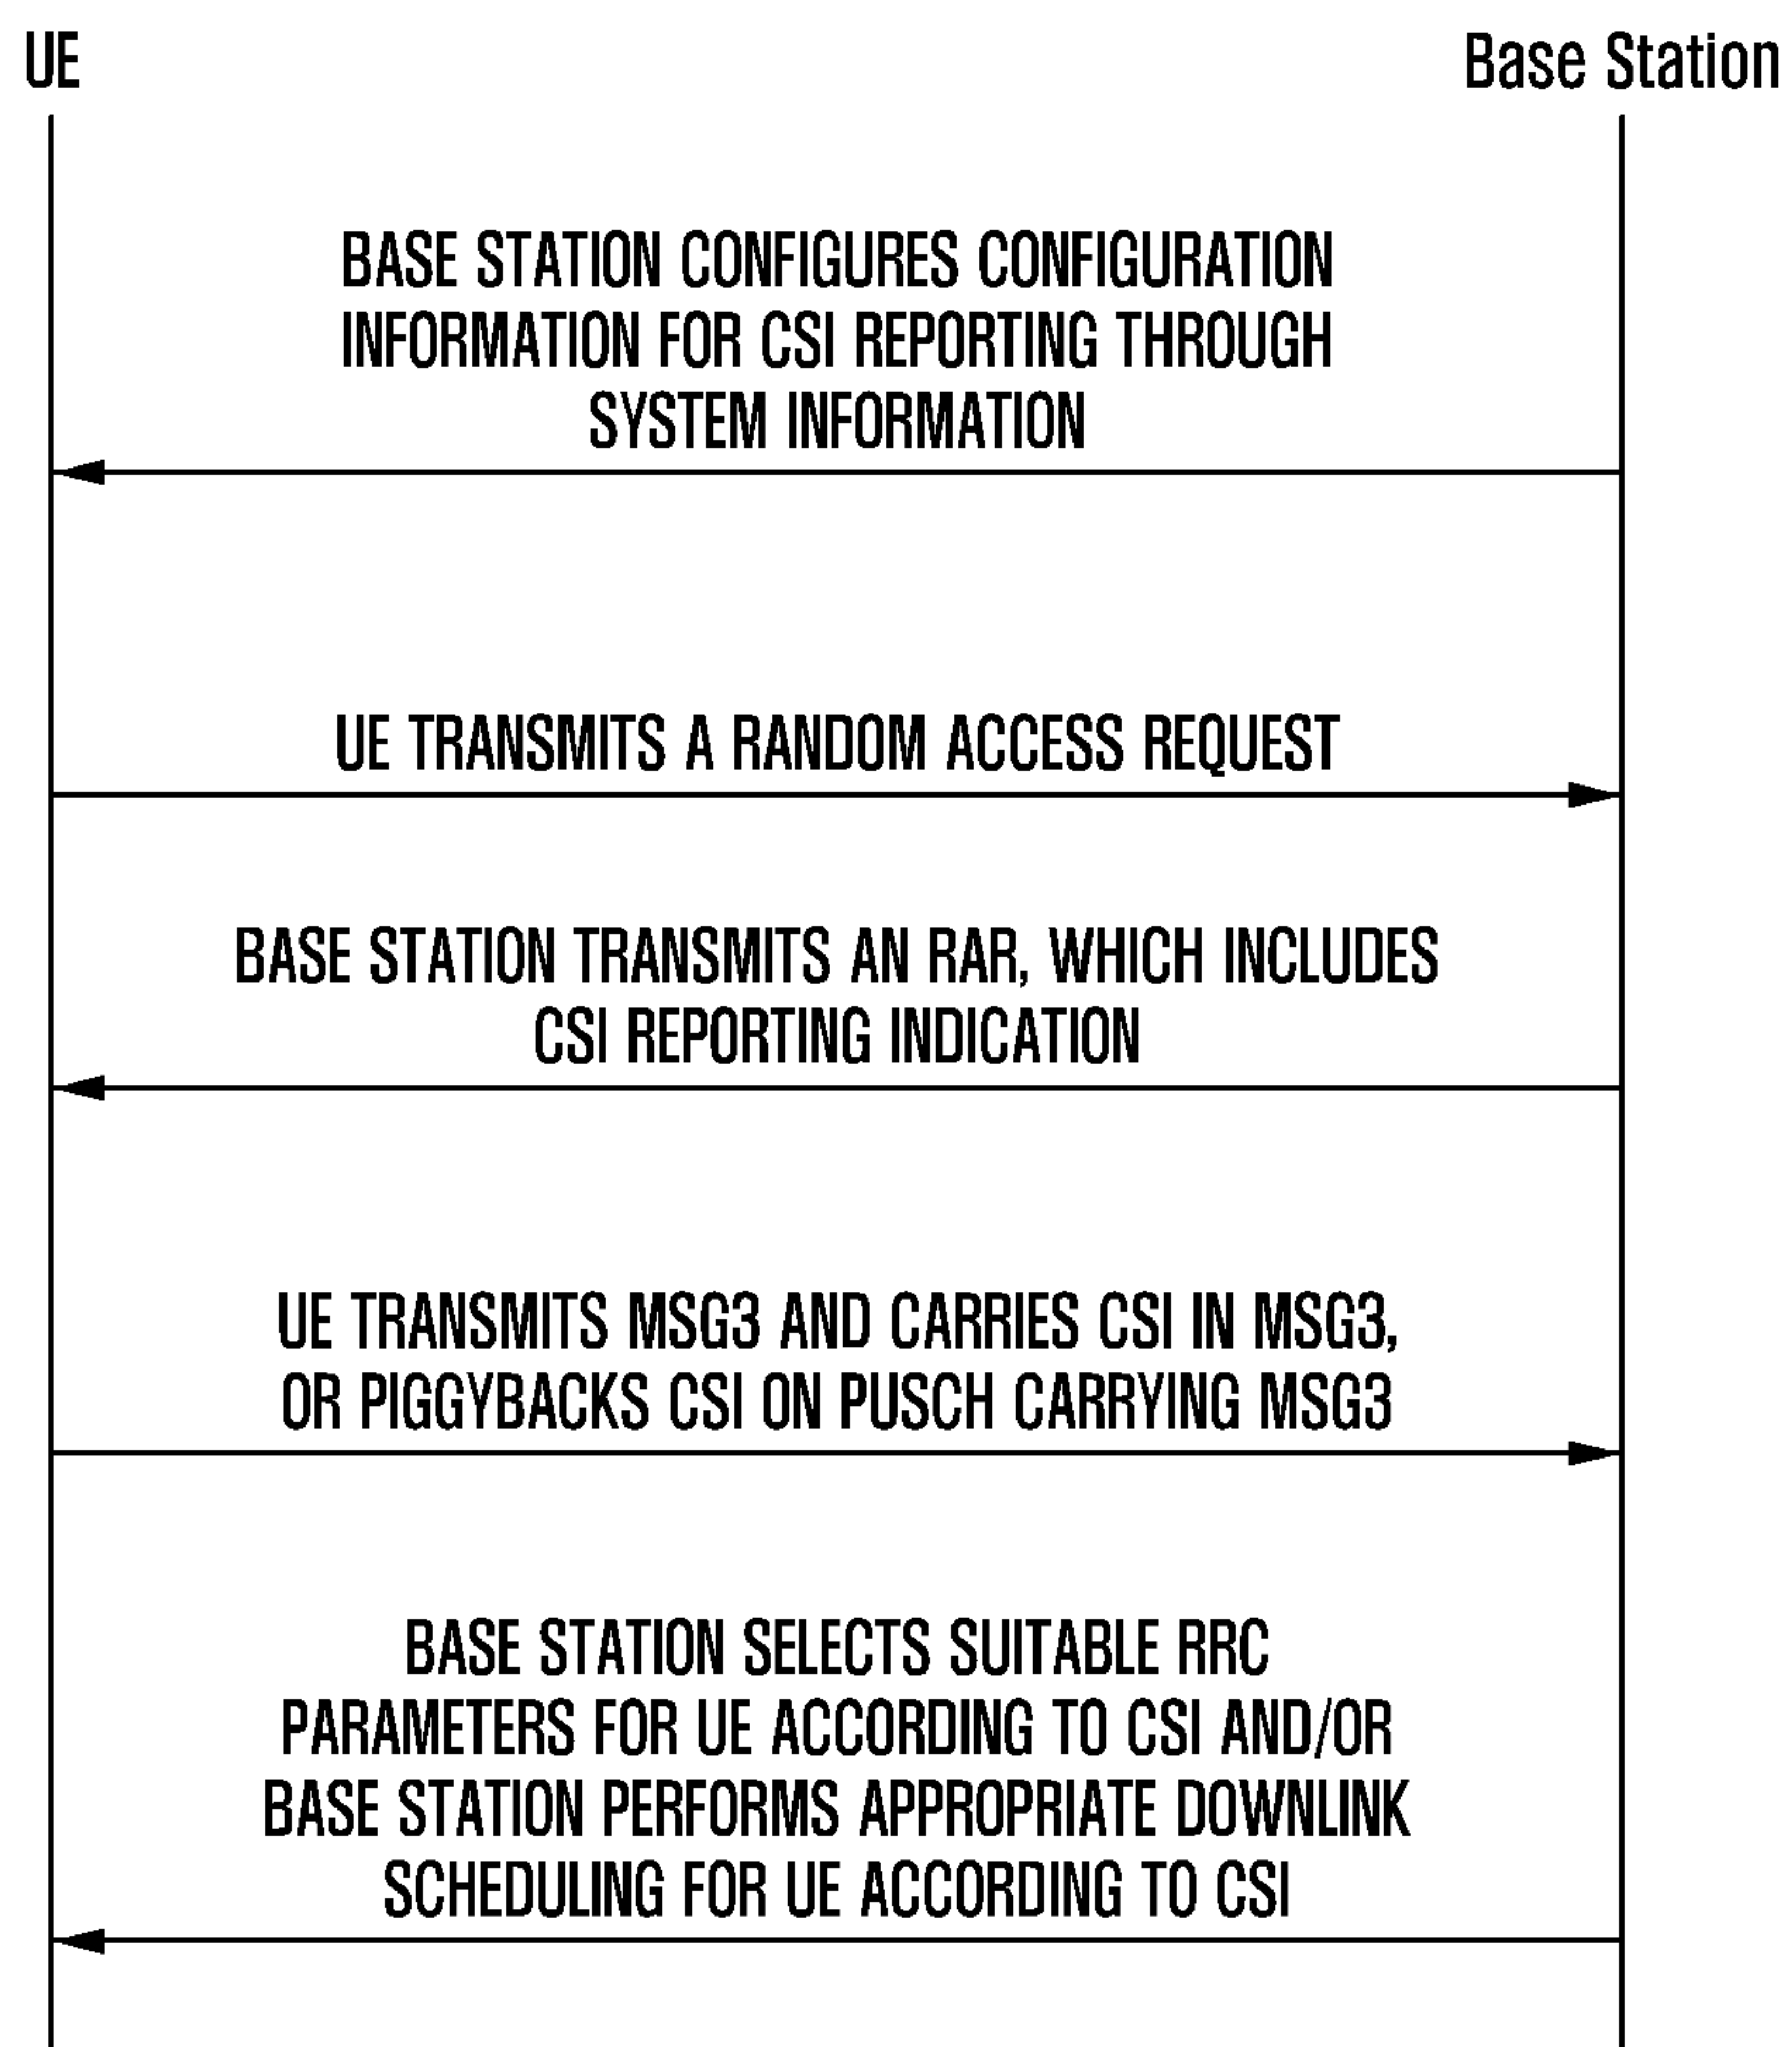 UE
Base Station
BASE STATION CONFIGURES CONFIGURATION
INFORMATION FOR CSI REPORTING THROUGH
SYSTEM INFORMATION
UE TRANSMITS A RANDOM ACCESS REQUEST
BASE STATION TRANSMITS AN RAR, WHICH INCLUDES
CSI REPORTING INDICATION
UE TRANSMITS MSG3 AND CARRIES CSI IN MSG3,
OR PIGGYBACKS CSI ON PUSCH CARRYING MSG3
BASE STATION SELECTS SUITABLE RRC
PARAMETERS FOR UE ACCORDING TO CSI AND/OR
BASE STATION PERFORMS APPROPRIATE DOWNLINK
SCHEDULING FOR UE ACCORDING TO CSI